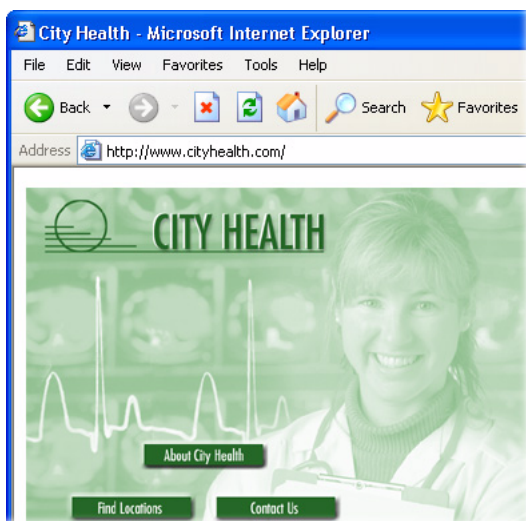 City Health - Microsoft Internet Explorer
File Edit View Favorites Tools Help
Back Search Favorites
Address http://www.cityhealth.com/
CITY HEALTH
About City Health
Find Locations Contact Us